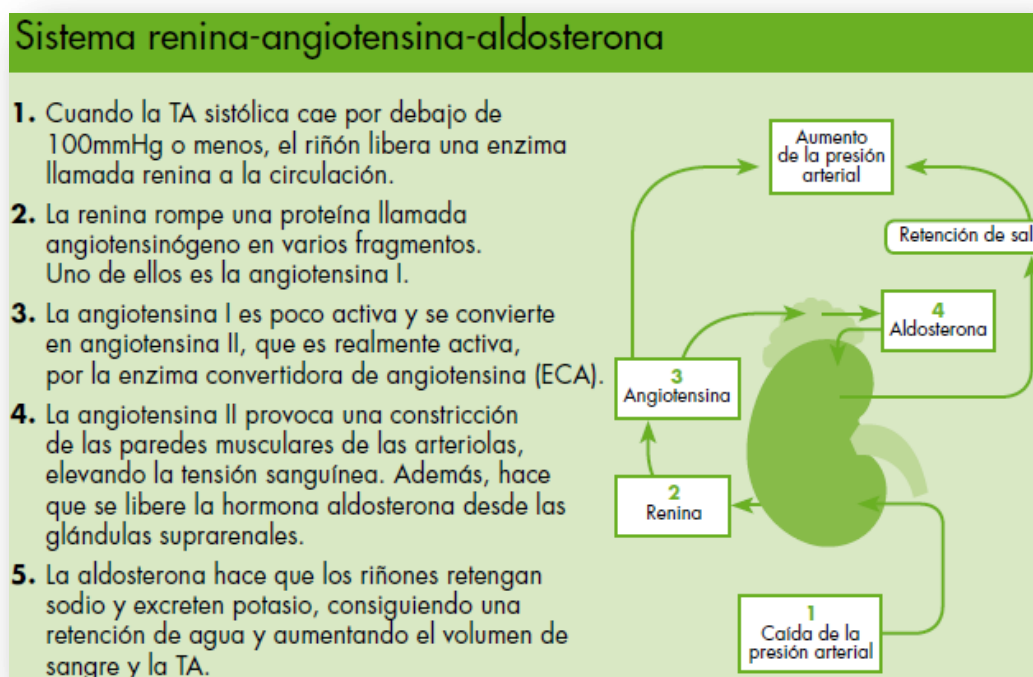 Sistema renina-angiotensina-aldosterona
1. Cuando la TA sistólica cae por debajo de
100mmHg o menos, el riñón libera una enzima
llamada renina a la circulación.
2. La renina rompe una proteína llamada
angiotensinógeno en varios fragmentos.
Uno de ellos es la angiotensina I.
3. La angiotensina I es poco activa y se convierte
en angiotensina II, que es realmente activa,
por la enzima convertidora de angiotensina (ECA).
4. La angiotensina II provoca una constricción
de las paredes musculares de las arteriolas,
elevando la tensión sanguínea. Además, hace
que se libere la hormona aldosterona desde las
glándulas suprarrenales.
5. La aldosterona hace que los riñones retengan
sodio y excreten potasio, consiguiendo una
retención de agua y aumentando el volumen de
sangre y la TA.
Aumento
de la presión
arterial
Retención de sal
4
Aldosterona
3
Angiotensina
2
Renina
1
Caída de la
presión arterial